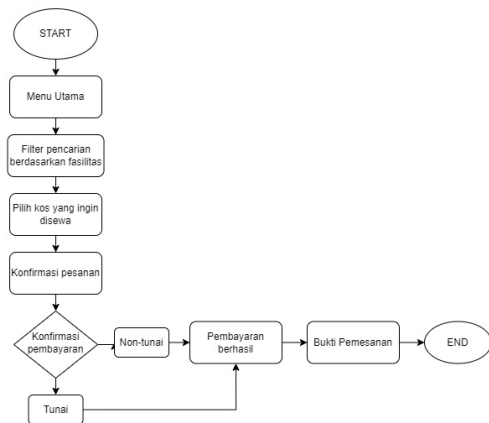 START
Menu Utama
Filter pencarian
berdasarkan fasilitas
Pilih kos yang ingin
disewa
Konfirmasi pesanan
Konfirmasi
pembayaran
Non-tunai
Pembayaran
berhasil
Bukti Pemesanan
END
Tunai